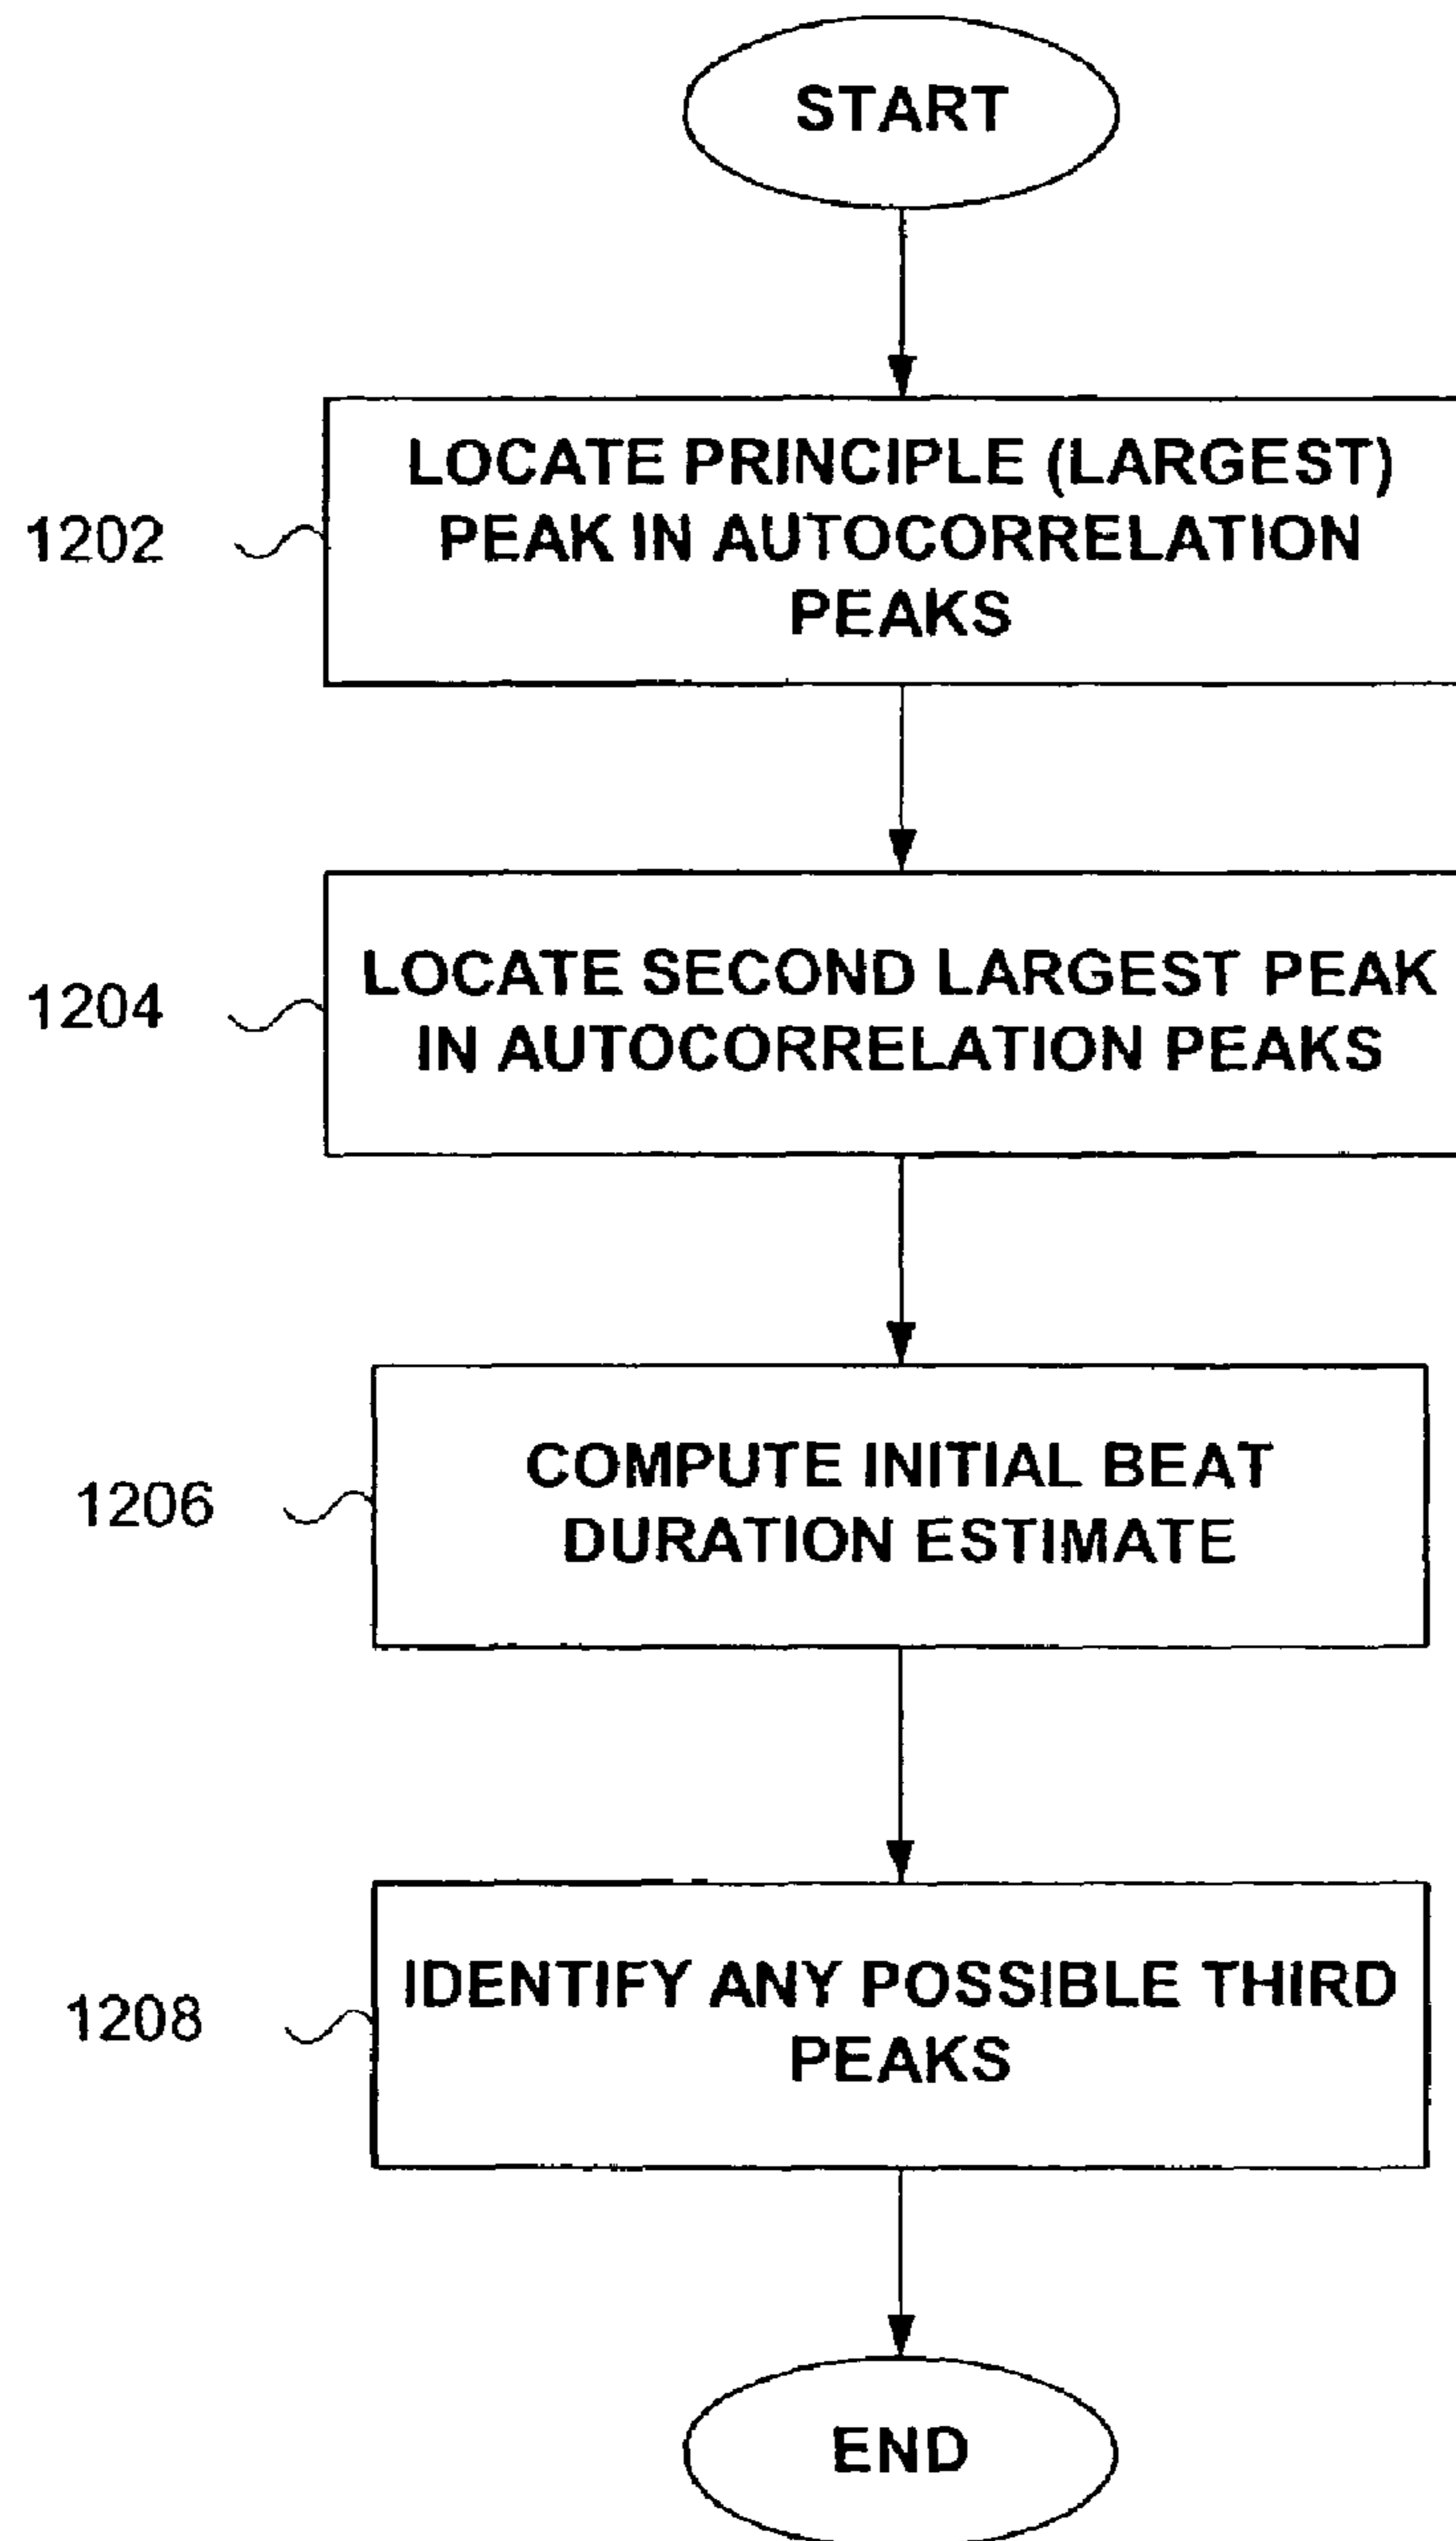 START
1202
LOCATE PRINCIPLE (LARGEST)
PEAK IN AUTOCORRELATION
PEAKS
1204
LOCATE SECOND LARGEST PEAK
IN AUTOCORRELATION PEAKS
1206
COMPUTE INITIAL BEAT
DURATION ESTIMATE
1208
IDENTIFY ANY POSSIBLE THIRD
PEAKS
END